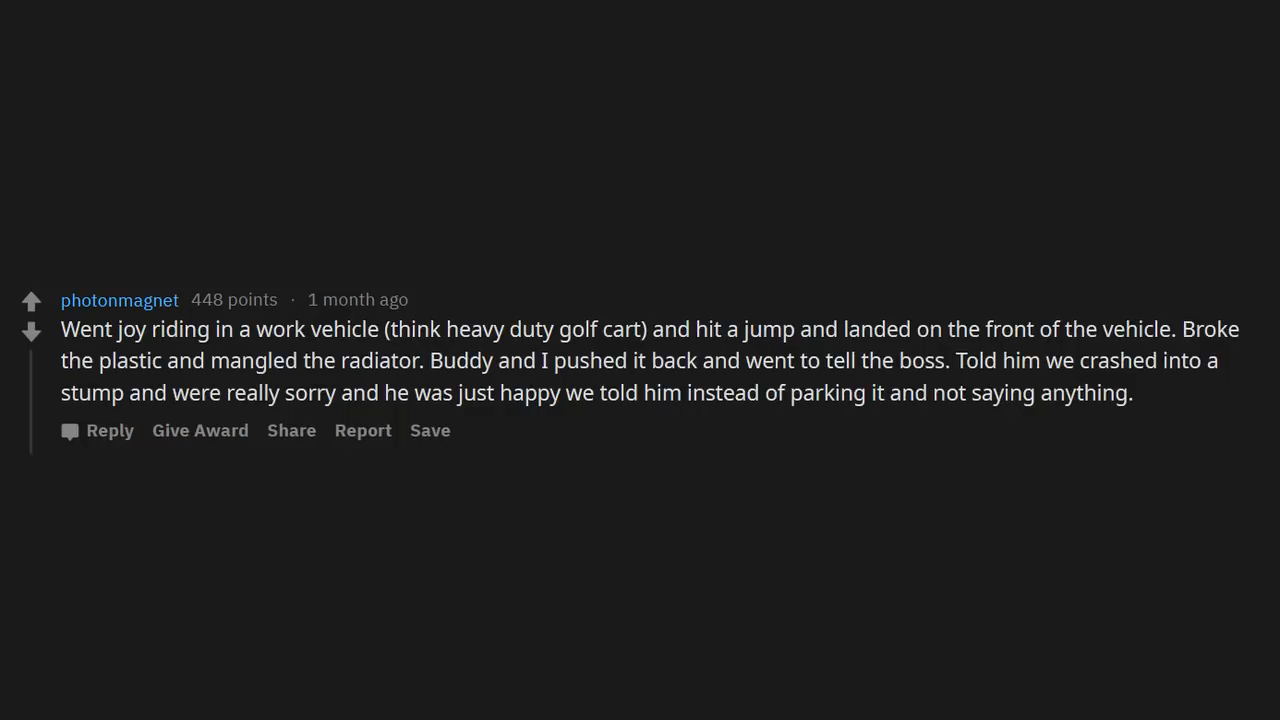 photonmagnet 448 points · 1 month ago
Went joy riding in a work vehicle (think heavy duty golf cart) and hit a jump and landed on the front of the vehicle. Broke
the plastic and mangled the radiator. Buddy and I pushed it back and went to tell the boss. Told him we crashed into a
stump and were really sorry and he was just happy we told him instead of parking it and not saying anything.
Reply Give Award Share Report Save